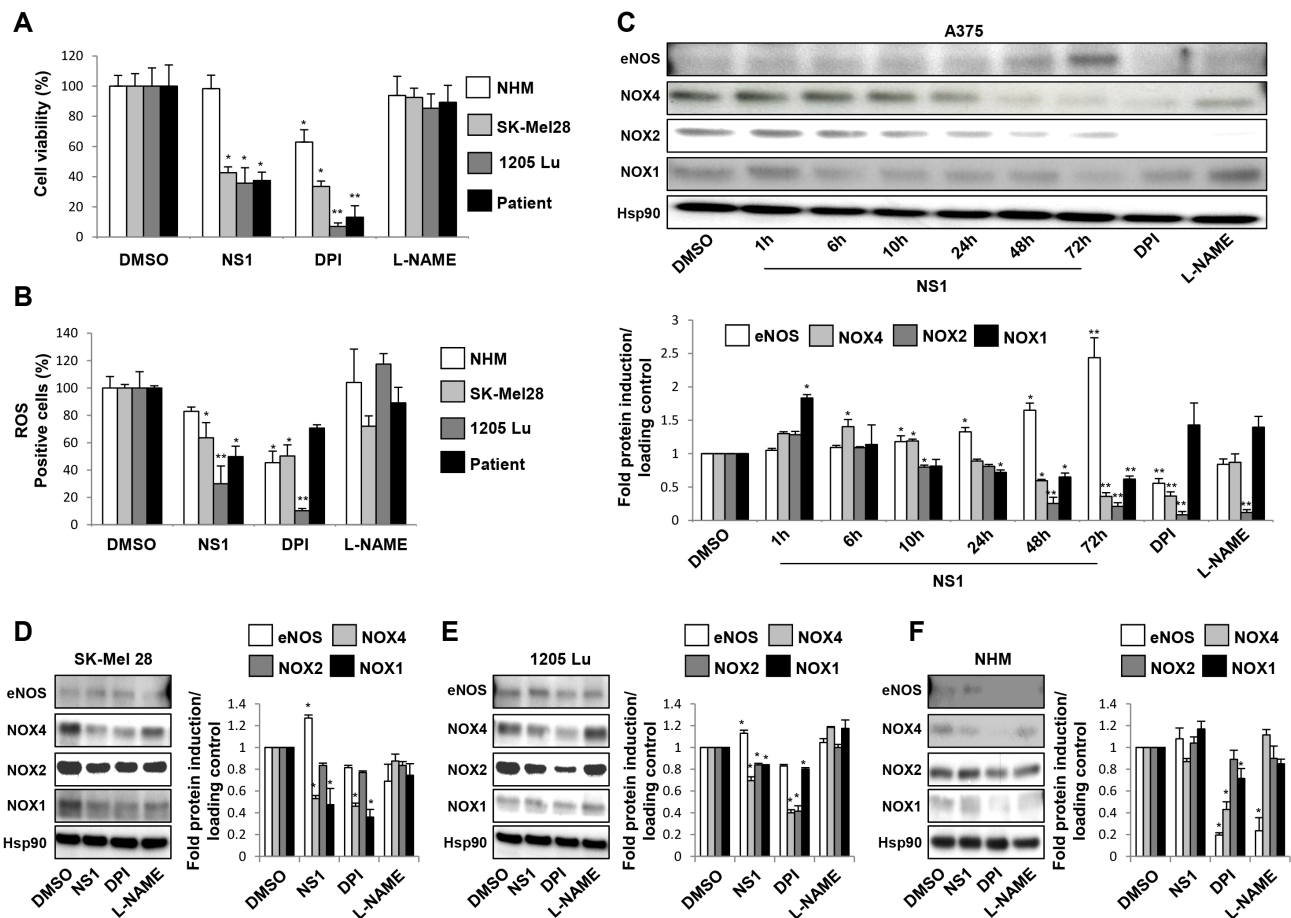 A
Cell viability (%)
120
100
80
60
40
20
0
* * *
* * ** **
DMSO NS1 DPI L-NAME
NHM
SK-Mel28
1205 Lu
Patient
B
ROS
Positive cells (%)
140
120
100
80
60
40
20
0
* ** *
* * **
DMSO NS1 DPI L-NAME
NHM
SK-Mel28
1205 Lu
Patient
C
A375
eNOS
NOX4
NOX2
NOX1
Hsp90
DMSO 1h 6h 10h 24h 48h 72h DPI L-NAME
NS1
eNOS NOX4 NOX2 NOX1
Fold protein induction/
loading control
3
2.5
2
1.5
1
0.5
0
*
*
* * *
* *
* * ** *
** ** ** **
** ** **
**
DMSO 1h 6h 10h 24h 48h 72h DPI L-NAME
NS1
D
SK-Mel 28
eNOS
NOX4
NOX2
NOX1
Hsp90
DMSO NS1 DPI L-NAME
eNOS NOX4
NOX2 NOX1
Fold protein induction/
loading control
1.4
1.2
1
0.8
0.6
0.4
0.2
0
* * *
* *
DMSO NS1 DPI L-NAME
E
1205 Lu
eNOS
NOX4
NOX2
NOX1
Hsp90
DMSO NS1 DPI L-NAME
eNOS NOX4
NOX2 NOX1
Fold protein induction/
loading control
1.4
1.2
1
0.8
0.6
0.4
0.2
0
* * * *
* * *
DMSO NS1 DPI L-NAME
F
NHM
eNOS
NOX4
NOX2
NOX1
Hsp90
DMSO NS1 DPI L-NAME
eNOS NOX4
NOX2 NOX1
Fold protein induction/
loading control
1.4
1.2
1
0.8
0.6
0.4
0.2
0
* * *
*
DMSO NS1 DPI L-NAME